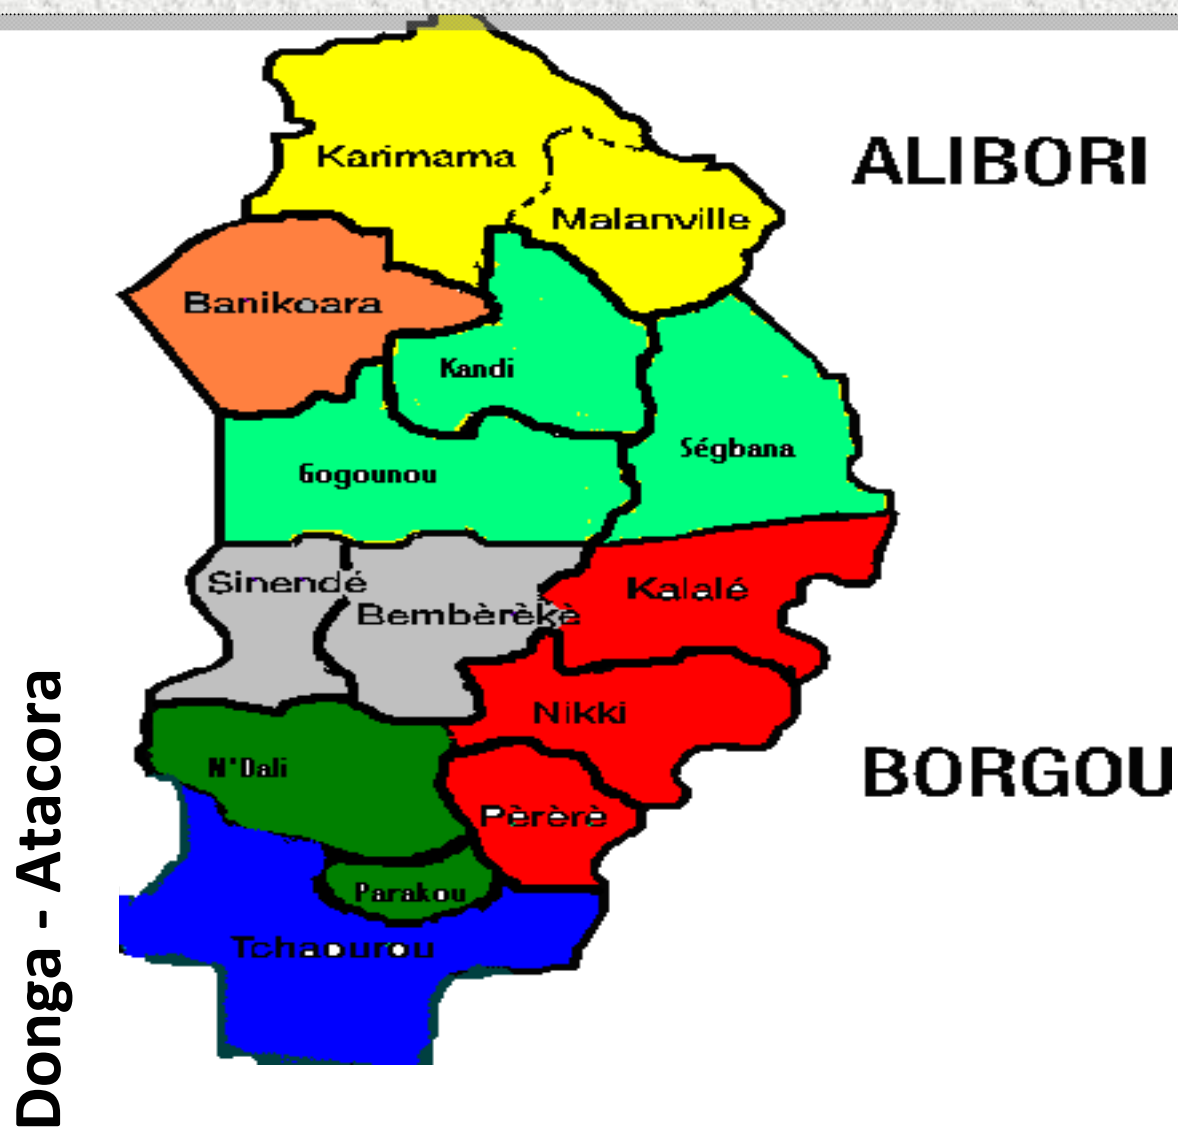 ALIBORI
Karimama
Malanville
Banikoara
Kandi
Ségbana
Gogounou
Sinendé
Kalalé
Bembèrèkè
Nikki
N'Dali
BORGOU
Pèrèrè
Parakou
Tchaourou
Donga - Atacora